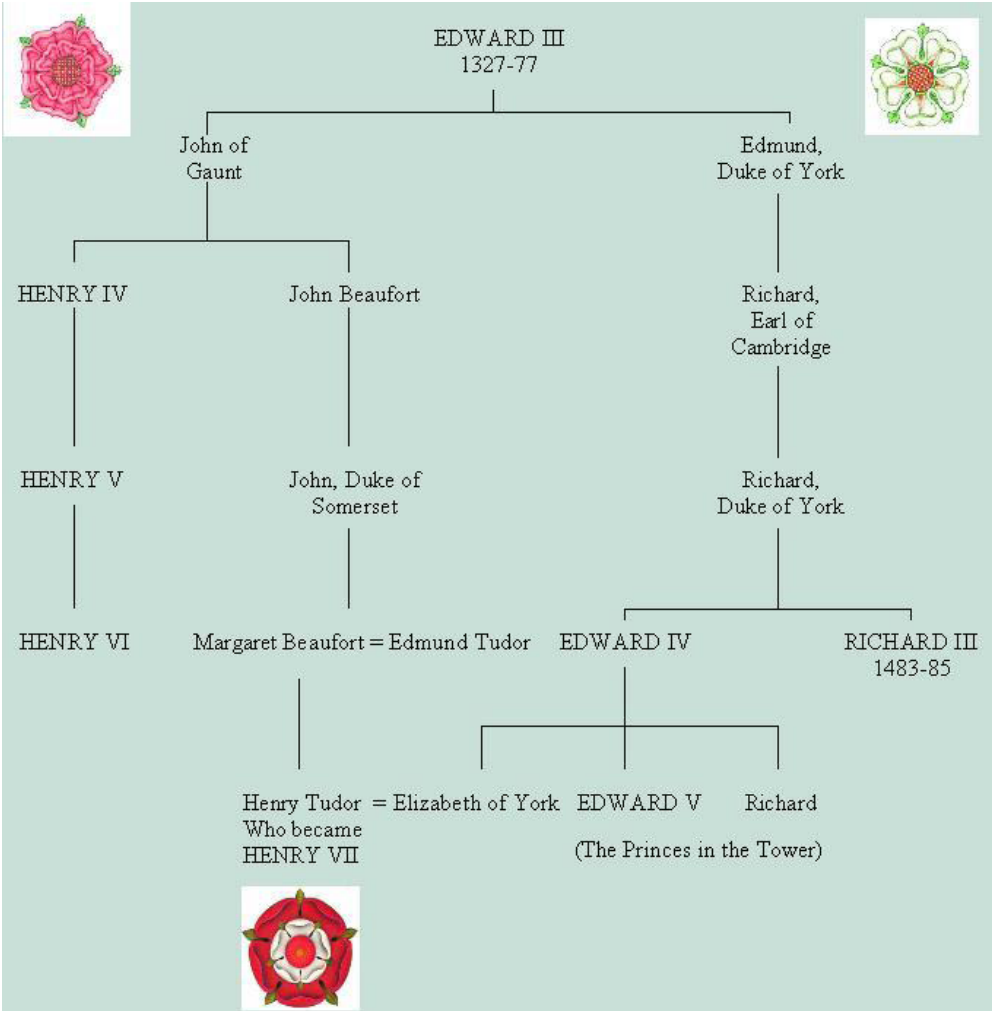 EDWARD III
1327-77
John of
Gaunt
Edmund,
Duke of York
HENRY IV
John Beaufort
Richard,
Earl of
Cambridge
HENRY V
John, Duke of
Somerset
Richard,
Duke of York
HENRY VI
Margaret Beaufort = Edmund Tudor
EDWARD IV
RICHARD III
1483-85
Henry Tudor = Elizabeth of York
Who became
HENRY VII
EDWARD V
Richard
(The Princes in the Tower)